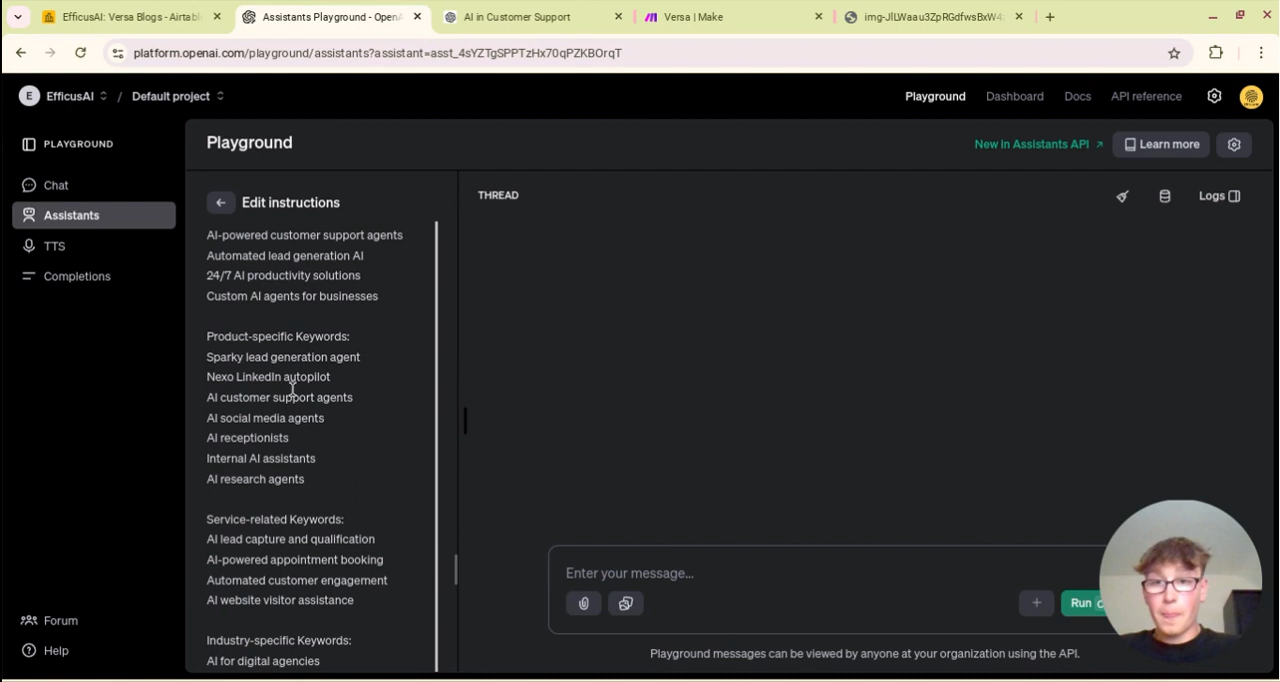 EfficusAI: Versa Blogs - Airtabl
Assistants Playground - OpenA
AI in Customer Support
Versa | Make
platform.openai.com/playground/assistants?assistant=asst_4sYZTgSPPTzHx70qPZKBOrqT
E EfficusAI / Default project
Playground Dashboard Docs API reference
PLAYGROUND
Chat
Assistants
TTS
Completions
Forum
Help
Playground
New in Assistants API
Learn more
Edit instructions
AI-powered customer support agents
Automated lead generation AI
24/7 AI productivity solutions
Custom AI agents for businesses
Product-specific Keywords:
Sparky lead generation agent
Nexo LinkedIn autopilot
AI customer support agents
AI social media agents
AI receptionists
Internal AI assistants
AI research agents
Service-related Keywords:
AI lead capture and qualification
AI-powered appointment booking
Automated customer engagement
AI website visitor assistance
Industry-specific Keywords:
AI for digital agencies
THREAD
Logs
Enter your message...
Run
Playground messages can be viewed by anyone at your organization using the API.